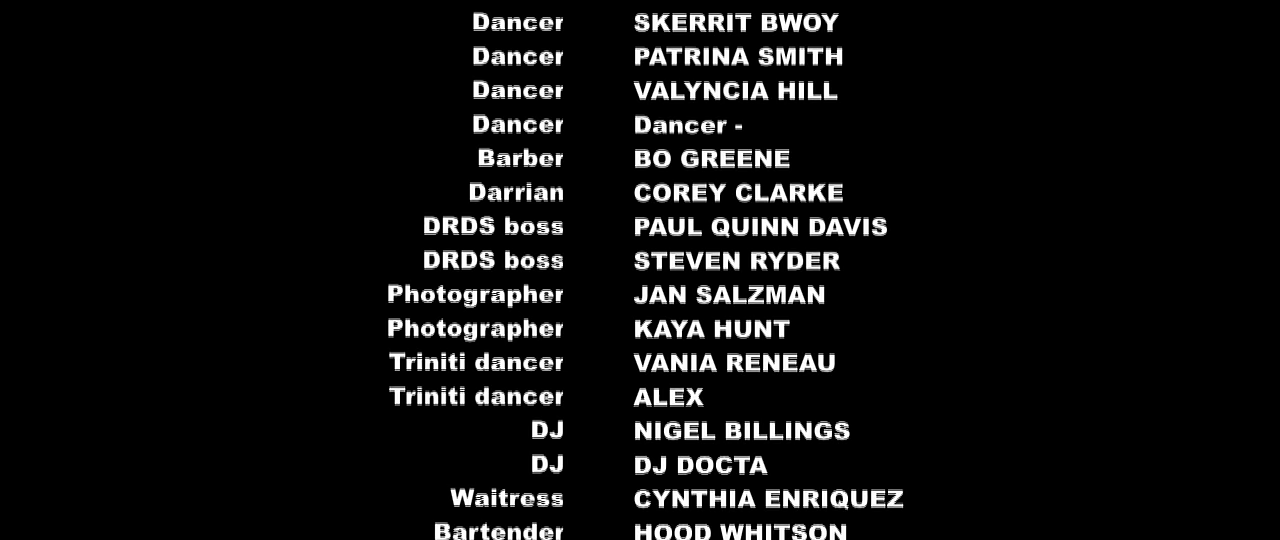 Dancer SKERRIT BWOY
Dancer PATRINA SMITH
Dancer VALYNCIA HILL
Dancer Dancer -
Barber BO GREENE
Darrian COREY CLARKE
DRDS boss PAUL QUINN DAVIS
DRDS boss STEVEN RYDER
Photographer JAN SALZMAN
Photographer KAYA HUNT
Triniti dancer VANIA RENEAU
Triniti dancer ALEX
DJ NIGEL BILLINGS
DJ DJ DOCTA
Waitress CYNTHIA ENRIQUEZ
Bartender HOOD WHITSON